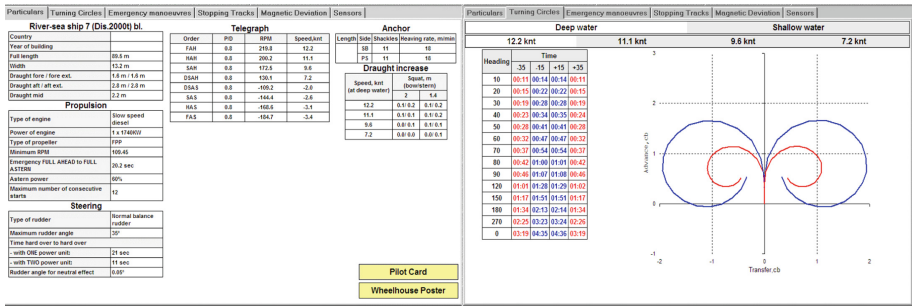 Particulars Turning Circles Emergency manoeuvres Stopping Tracks Magnetic Deviation Sensors
River-sea ship 7 (Dis.2000t) bl.
Country
Year of building
Full length 89.5 m
Width 13.2 m
Draught fore / fore ext. 1.6 m / 1.6 m
Draught aft / aft ext. 2.8 m / 2.8 m
Draught mid 2.2 m
Propulsion
Type of engine Slow speed diesel
Power of engine 1 x 1740KW
Type of propeller FPP
Minimum RPM 109.45
Emergency FULL AHEAD to FULL ASTERN 20.2 sec
Astern power 60%
Maximum number of consecutive starts 12
Steering
Type of rudder Normal balance rudder
Maximum rudder angle 35°
Time hard over to hard over
- with ONE power unit: 21 sec
- with TWO power unit: 11 sec
Rudder angle for neutral effect 0.05°
Telegraph
Order P/D RPM Speed,knt
FAH 0.8 219.8 12.2
HAH 0.8 200.2 11.1
SAH 0.8 172.5 9.6
DSAH 0.8 130.1 7.2
DSAS 0.8 -109.2 -2.0
SAS 0.8 -144.4 -2.6
HAS 0.8 -168.6 -3.1
FAS 0.8 -184.7 -3.4
Anchor
Length Side Shackles Heaving rate, m/min
SB 11 18
PS 11 18
Draught increase
Speed, knt (at deep water) Squat, m (bow/stern)
2 1.4
12.2 0.1/ 0.2 0.1/ 0.2
11.1 0.1/ 0.1 0.1/ 0.2
9.6 0.1/ 0.1 0.1/ 0.1
7.2 0.0/ 0.0 0.0/ 0.1
Pilot Card
Wheelhouse Poster
Particulars Turning Circles Emergency manoeuvres Stopping Tracks Magnetic Deviation Sensors
Deep water Shallow water
12.2 knt 11.1 knt 9.6 knt 7.2 knt
Heading Time
-35 -15 +15 +35
10 00:11 00:14 00:14 00:11
20 00:15 00:22 00:22 00:15
30 00:19 00:28 00:28 00:19
40 00:23 00:34 00:35 00:24
50 00:28 00:41 00:41 00:28
60 00:32 00:47 00:47 00:32
70 00:37 00:54 00:54 00:37
80 00:42 01:00 01:01 00:42
90 00:46 01:07 01:08 00:46
120 01:01 01:28 01:29 01:02
150 01:17 01:51 01:51 01:17
180 01:34 02:13 02:14 01:34
270 02:25 03:23 03:24 02:26
0 03:19 04:35 04:36 03:19
3
2
1
0
-1
Advance,cb
-2 -1 0 1 2
Transfer,cb